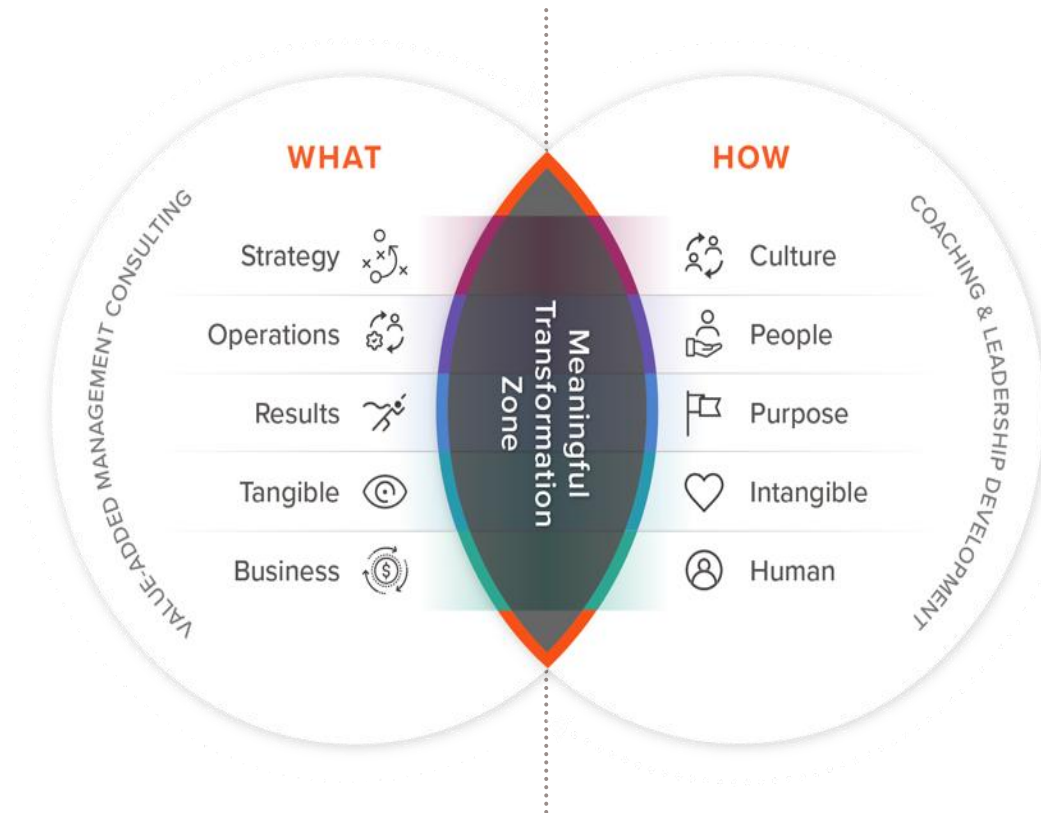 WHAT
HOW
VALUE-ADDED MANAGEMENT CONSULTING
Strategy
Operations
Results
Tangible
Business
Meaningful
Transformation
Zone
Culture
People
Purpose
Intangible
Human
COACHING & LEADERSHIP DEVELOPMENT
$